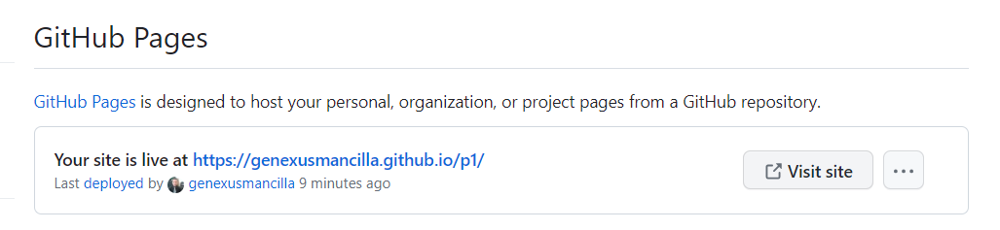 GitHub Pages
GitHub Pages is designed to host your personal, organization, or project pages from a GitHub repository.
Your site is live at https://genexusmancilla.github.io/p1/
Last deployed by genexusmancilla 9 minutes ago
Visit site